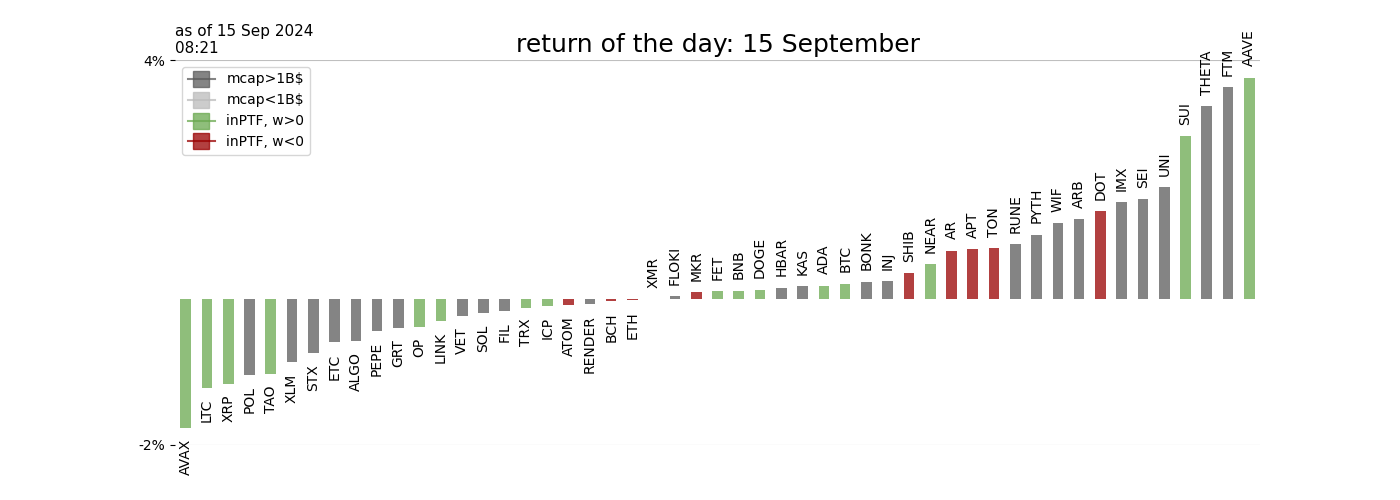 as of 15 Sep 2024
08:21
return of the day: 15 September
4%
mcap>1B$
mcap<1B$
inPTF, w>0
inPTF, w<0
-2%
AVAX
LTC
XRP
POL
TAO
XLM
STX
ETC
ALGO
PEPE
GRT
OP
LINK
VET
SOL
FIL
TRX
ICP
ATOM
RENDER
BCH
ETH
XMR
FLOKI
MKR
FET
BNB
DOGE
HBAR
KAS
ADA
BTC
BONK
INJ
SHIB
NEAR
AR
APT
TON
RUNE
PYTH
WIF
ARB
DOT
IMX
SEI
UNI
SUI
THETA
FTM
AAVE